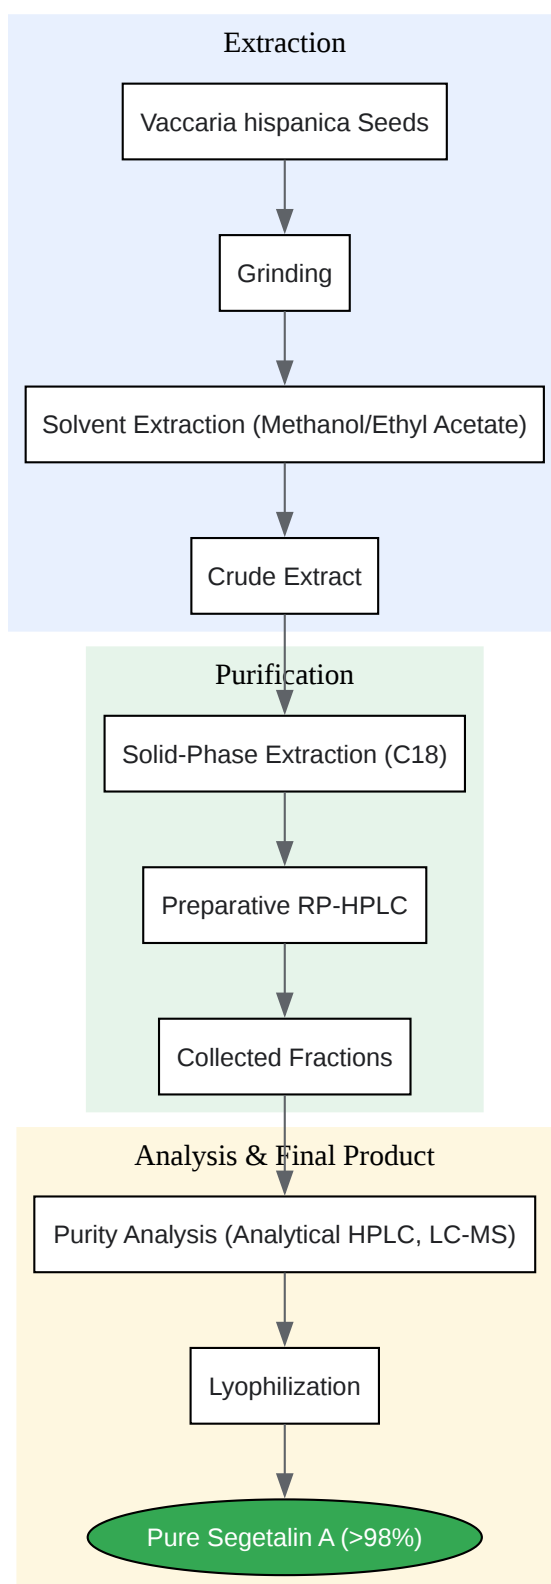 Extraction
Vaccaria hispanica Seeds
Grinding
Solvent Extraction (Methanol/Ethyl Acetate)
Crude Extract
Purification
Solid-Phase Extraction (C18)
Preparative RP-HPLC
Collected Fractions
Analysis & Final Product
Purity Analysis (Analytical HPLC, LC-MS)
Lyophilization
Pure Segetalin A (>98%)